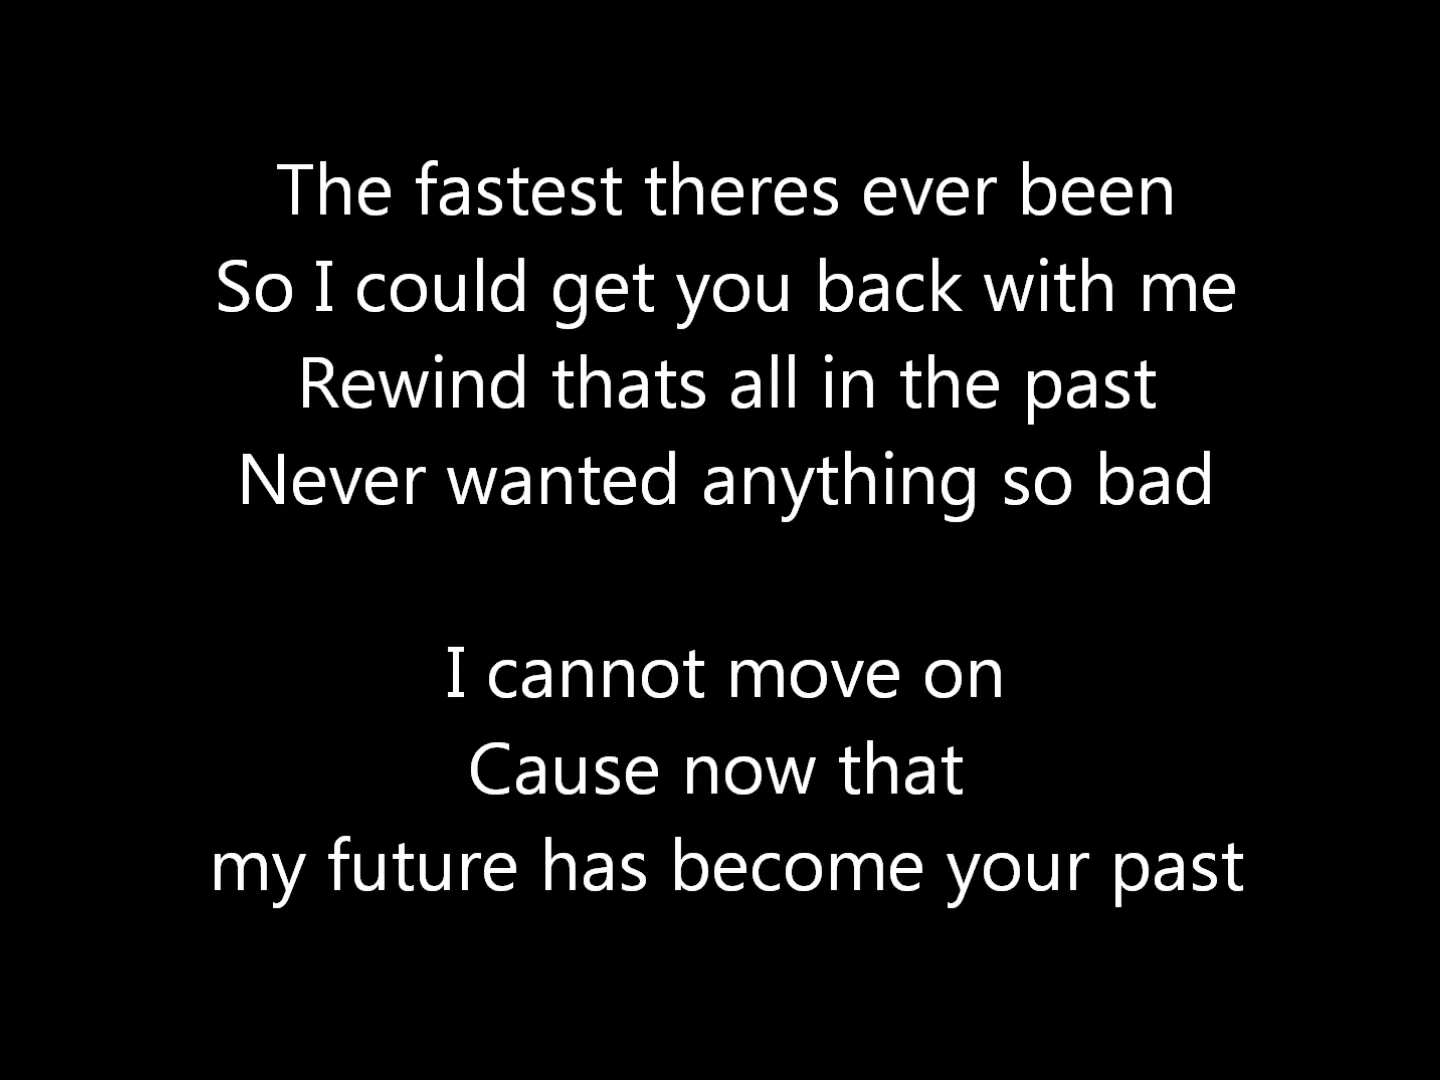 The fastest theres ever been
So I could get you back with me
Rewind thats all in the past
Never wanted anything so bad
I cannot move on
Cause now that
my future has become your past